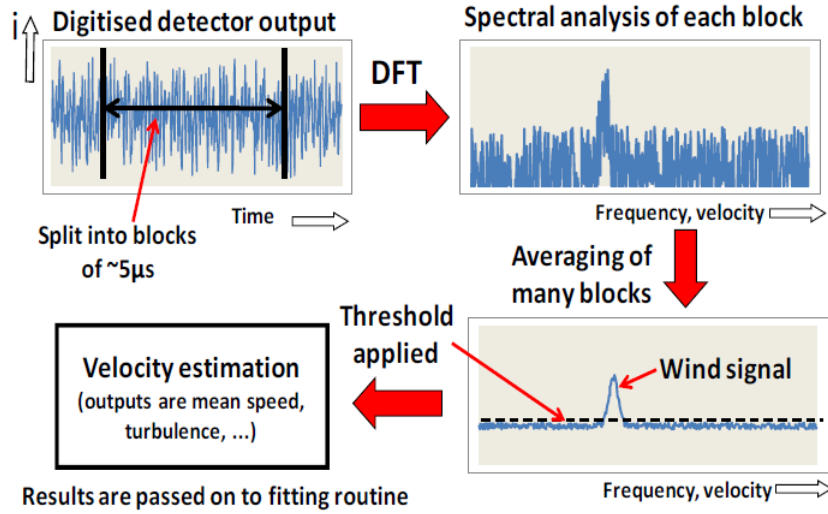 Digitised detector output
i
Time
Split into blocks
of ~5µs
DFT
Spectral analysis of each block
Frequency, velocity
Averaging of
many blocks
Threshold
applied
Wind signal
Frequency, velocity
Velocity estimation
(outputs are mean speed,
turbulence, ...)
Results are passed on to fitting routine